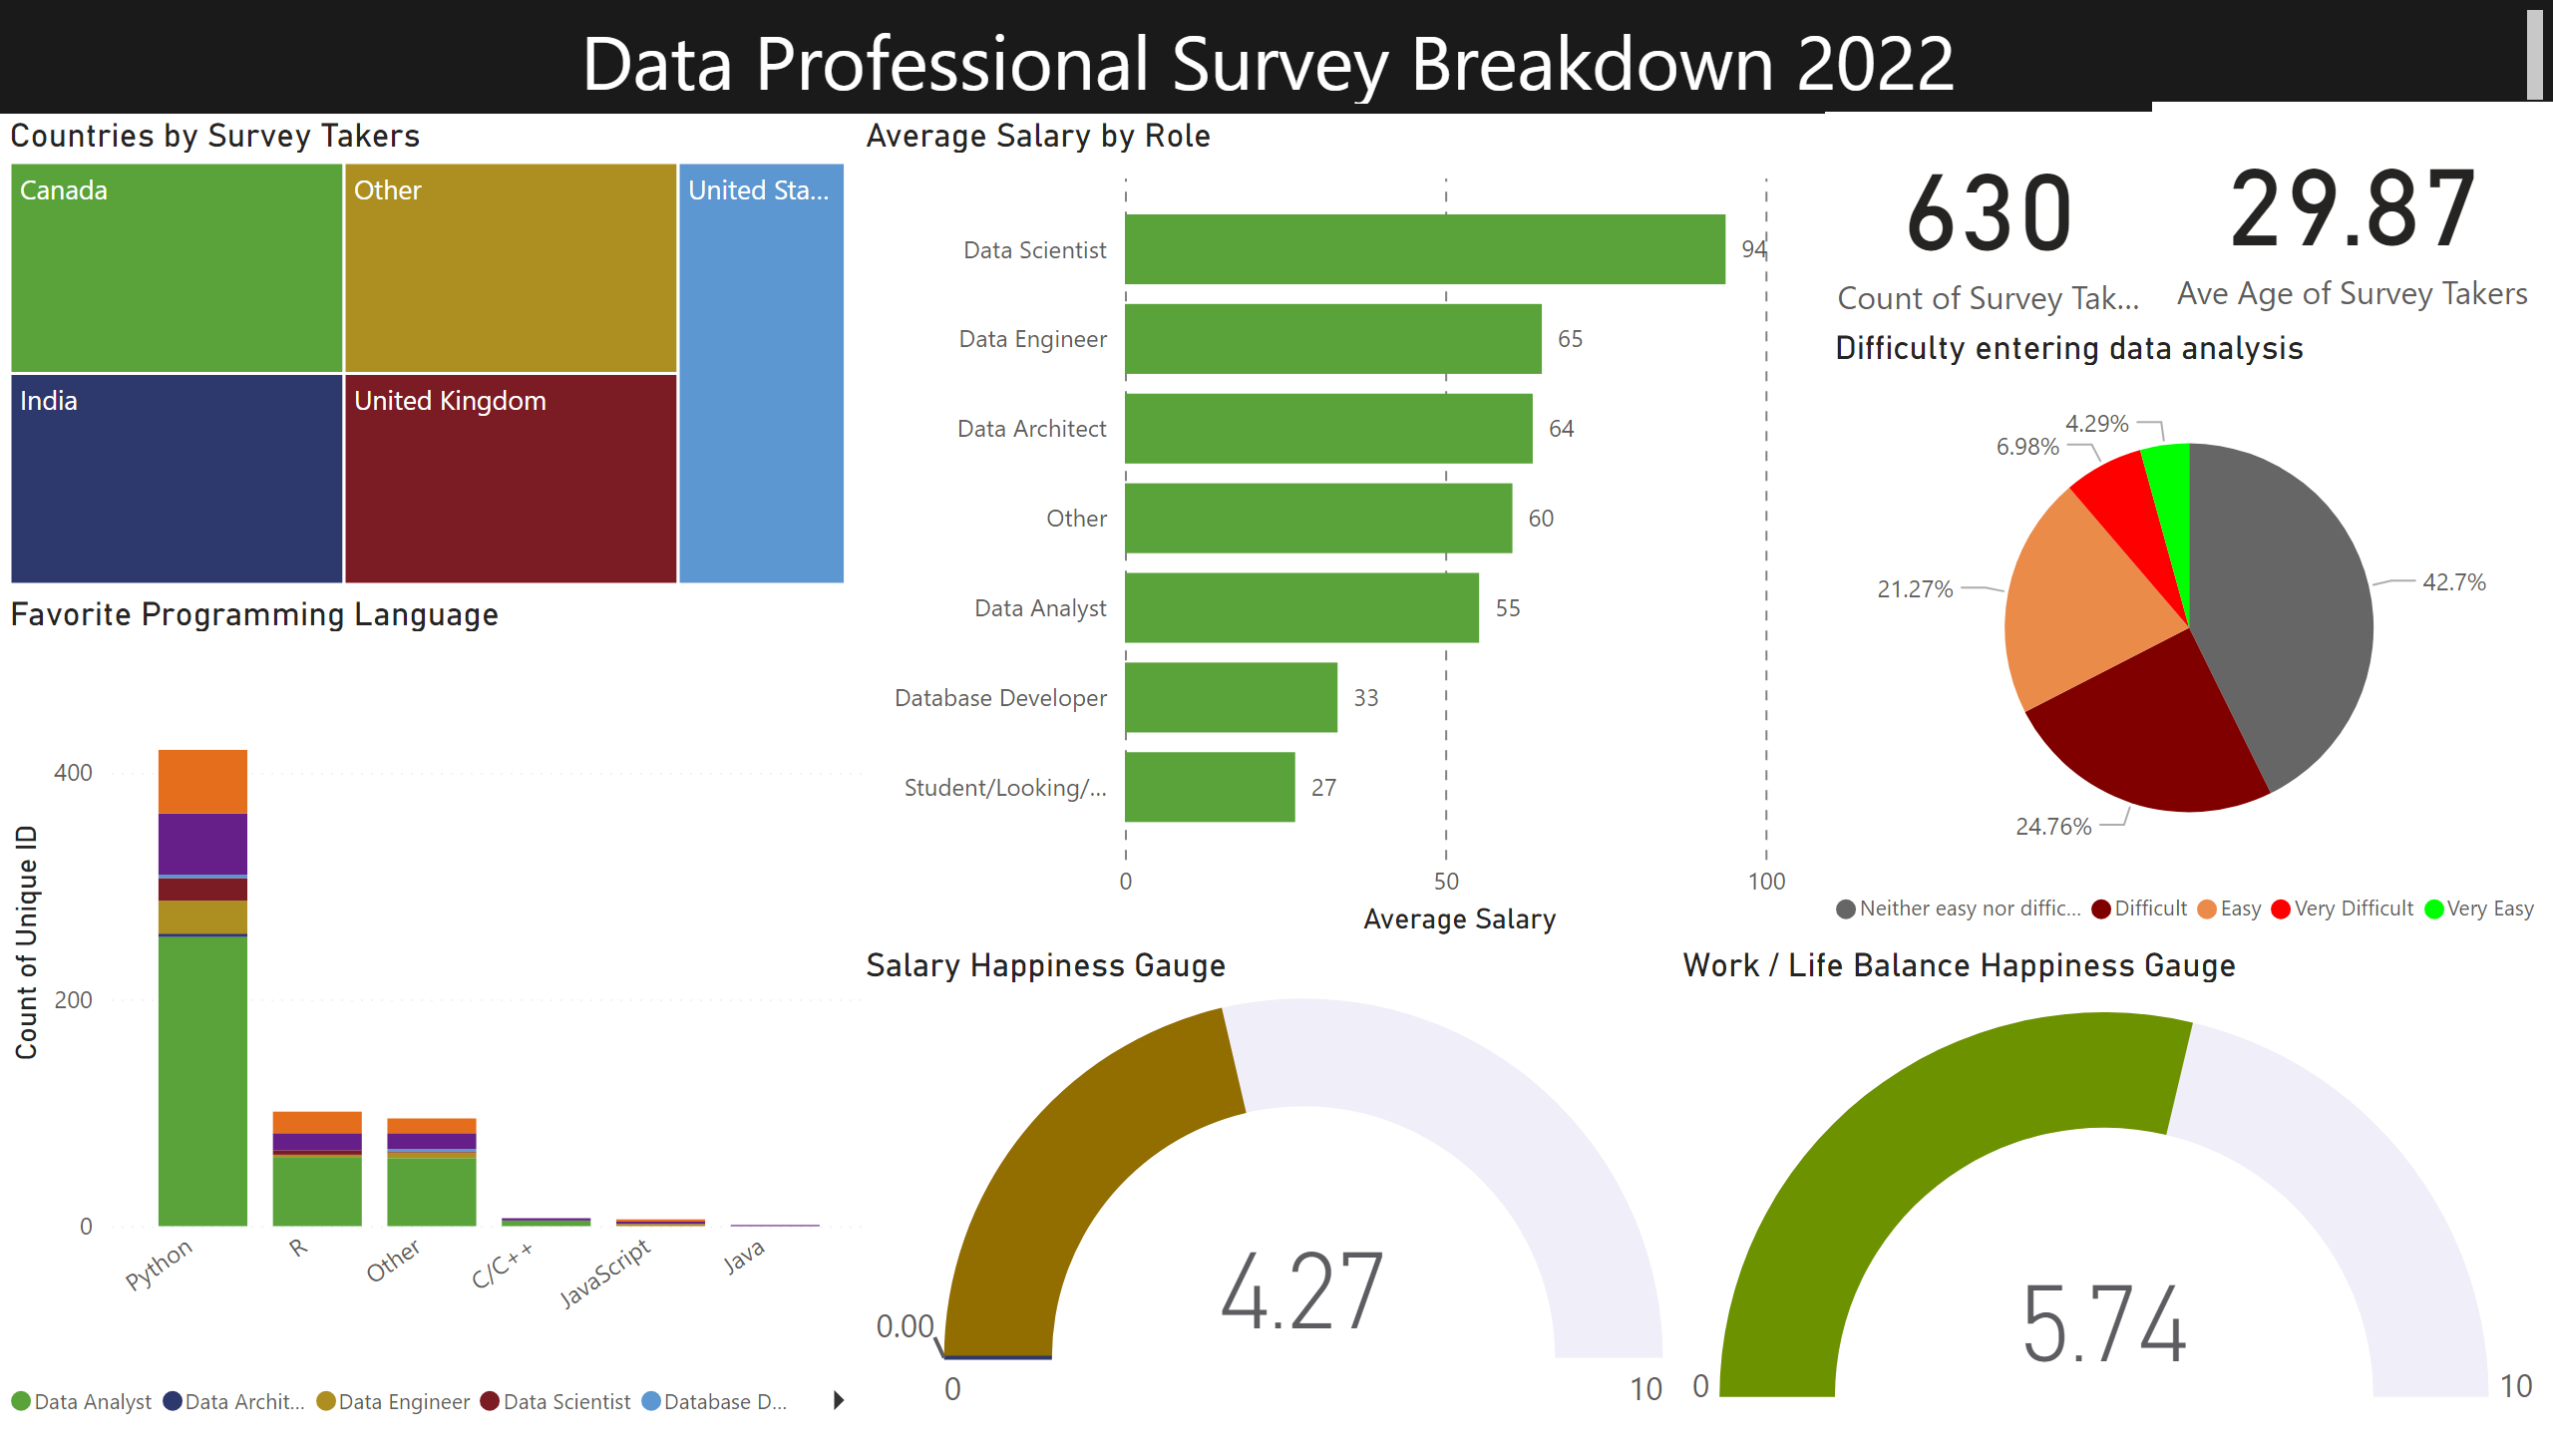 Data Professional Survey Breakdown 2022
Countries by Survey Takers
Canada
Other
United Sta...
India
United Kingdom
Average Salary by Role
Data Scientist
94
Data Engineer
65
Data Architect
64
Other
60
Data Analyst
55
Database Developer
33
Student/Looking/...
27
0
50
100
Average Salary
630
Count of Survey Tak...
29.87
Ave Age of Survey Takers
Difficulty entering data analysis
4.29%
6.98%
21.27%
42.7%
24.76%
Neither easy nor diffic...
Difficult
Easy
Very Difficult
Very Easy
Favorite Programming Language
Count of Unique ID
400
200
0
Python
R
Other
C/C++
JavaScript
Java
Data Analyst
Data Archit...
Data Engineer
Data Scientist
Database D...
Salary Happiness Gauge
0.00
4.27
0
10
Work / Life Balance Happiness Gauge
5.74
0
10